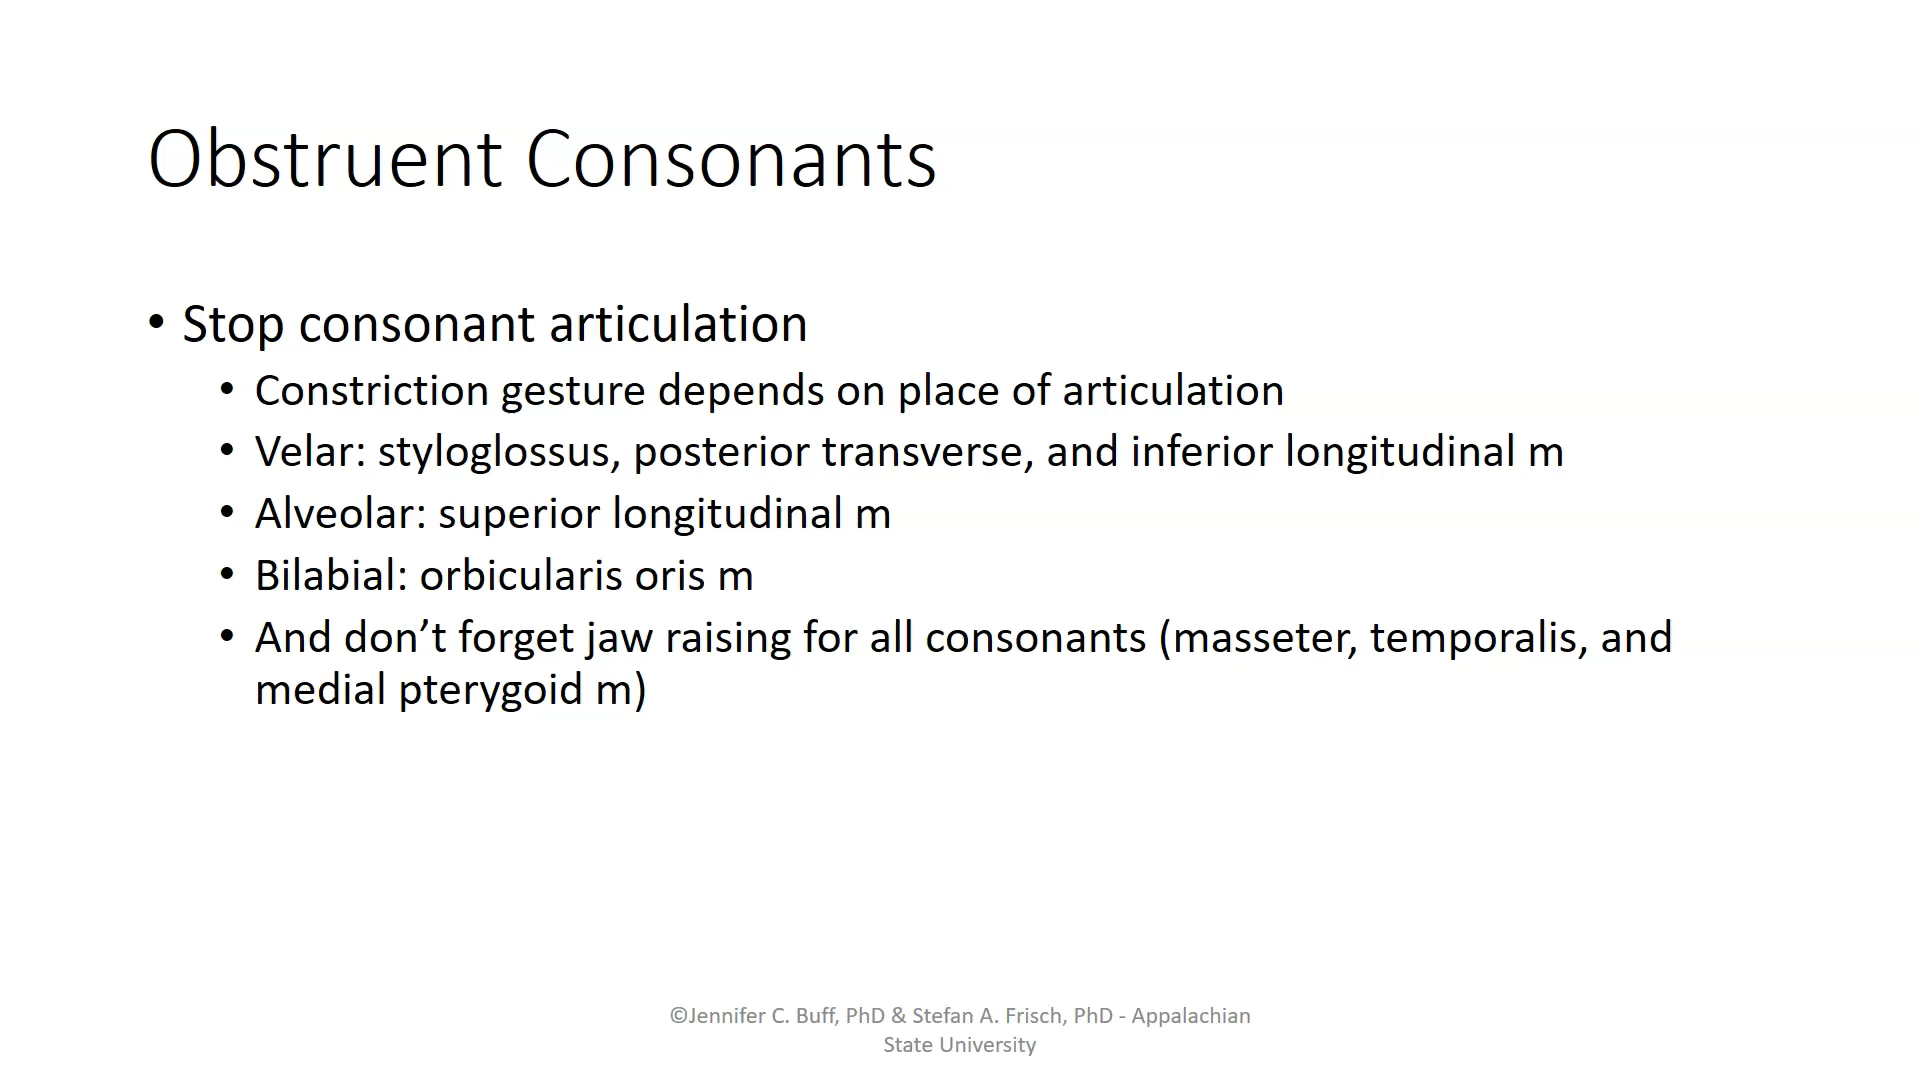 Obstruent Consonants
• Stop consonant articulation
• Constriction gesture depends on place of articulation
• Velar: styloglossus, posterior transverse, and inferior longitudinal m
• Alveolar: superior longitudinal m
• Bilabial: orbicularis oris m
• And don’t forget jaw raising for all consonants (masseter, temporalis, and
medial pterygoid m)
©Jennifer C. Buff, PhD & Stefan A. Frisch, PhD - Appalachian
State University